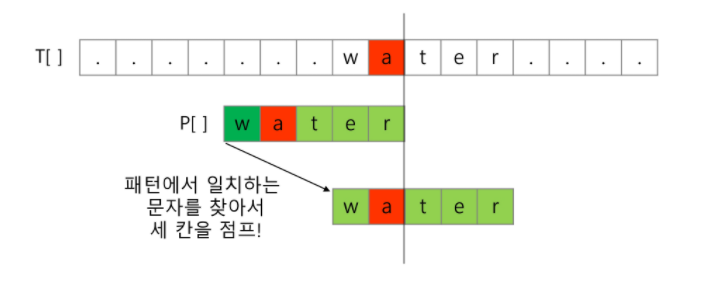 T[ ] . . . . . . . w a t e r . . . .
P[ ] w a t e r
패턴에서 일치하는
문자를 찾아서
세 칸을 점프!
w a t e r